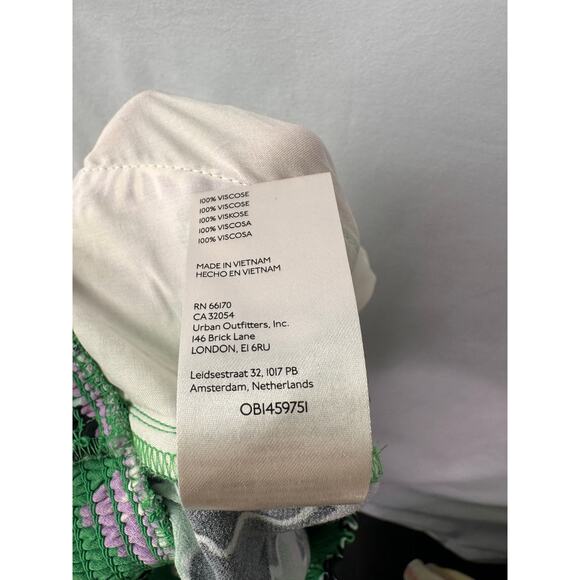 100% VISCOSE
100% VISCOSE
100% VISKOSE
100% VISCOSA
100% VISCOSA
MADE IN VIETNAM
HECHO EN VIETNAM
RN 66170
CA 32054
Urban Outfitters, Inc.
146 Brick Lane
LONDON, E1 6RU
Leidsestraat 32, 1017 PB
Amsterdam, Netherlands
OB1459751